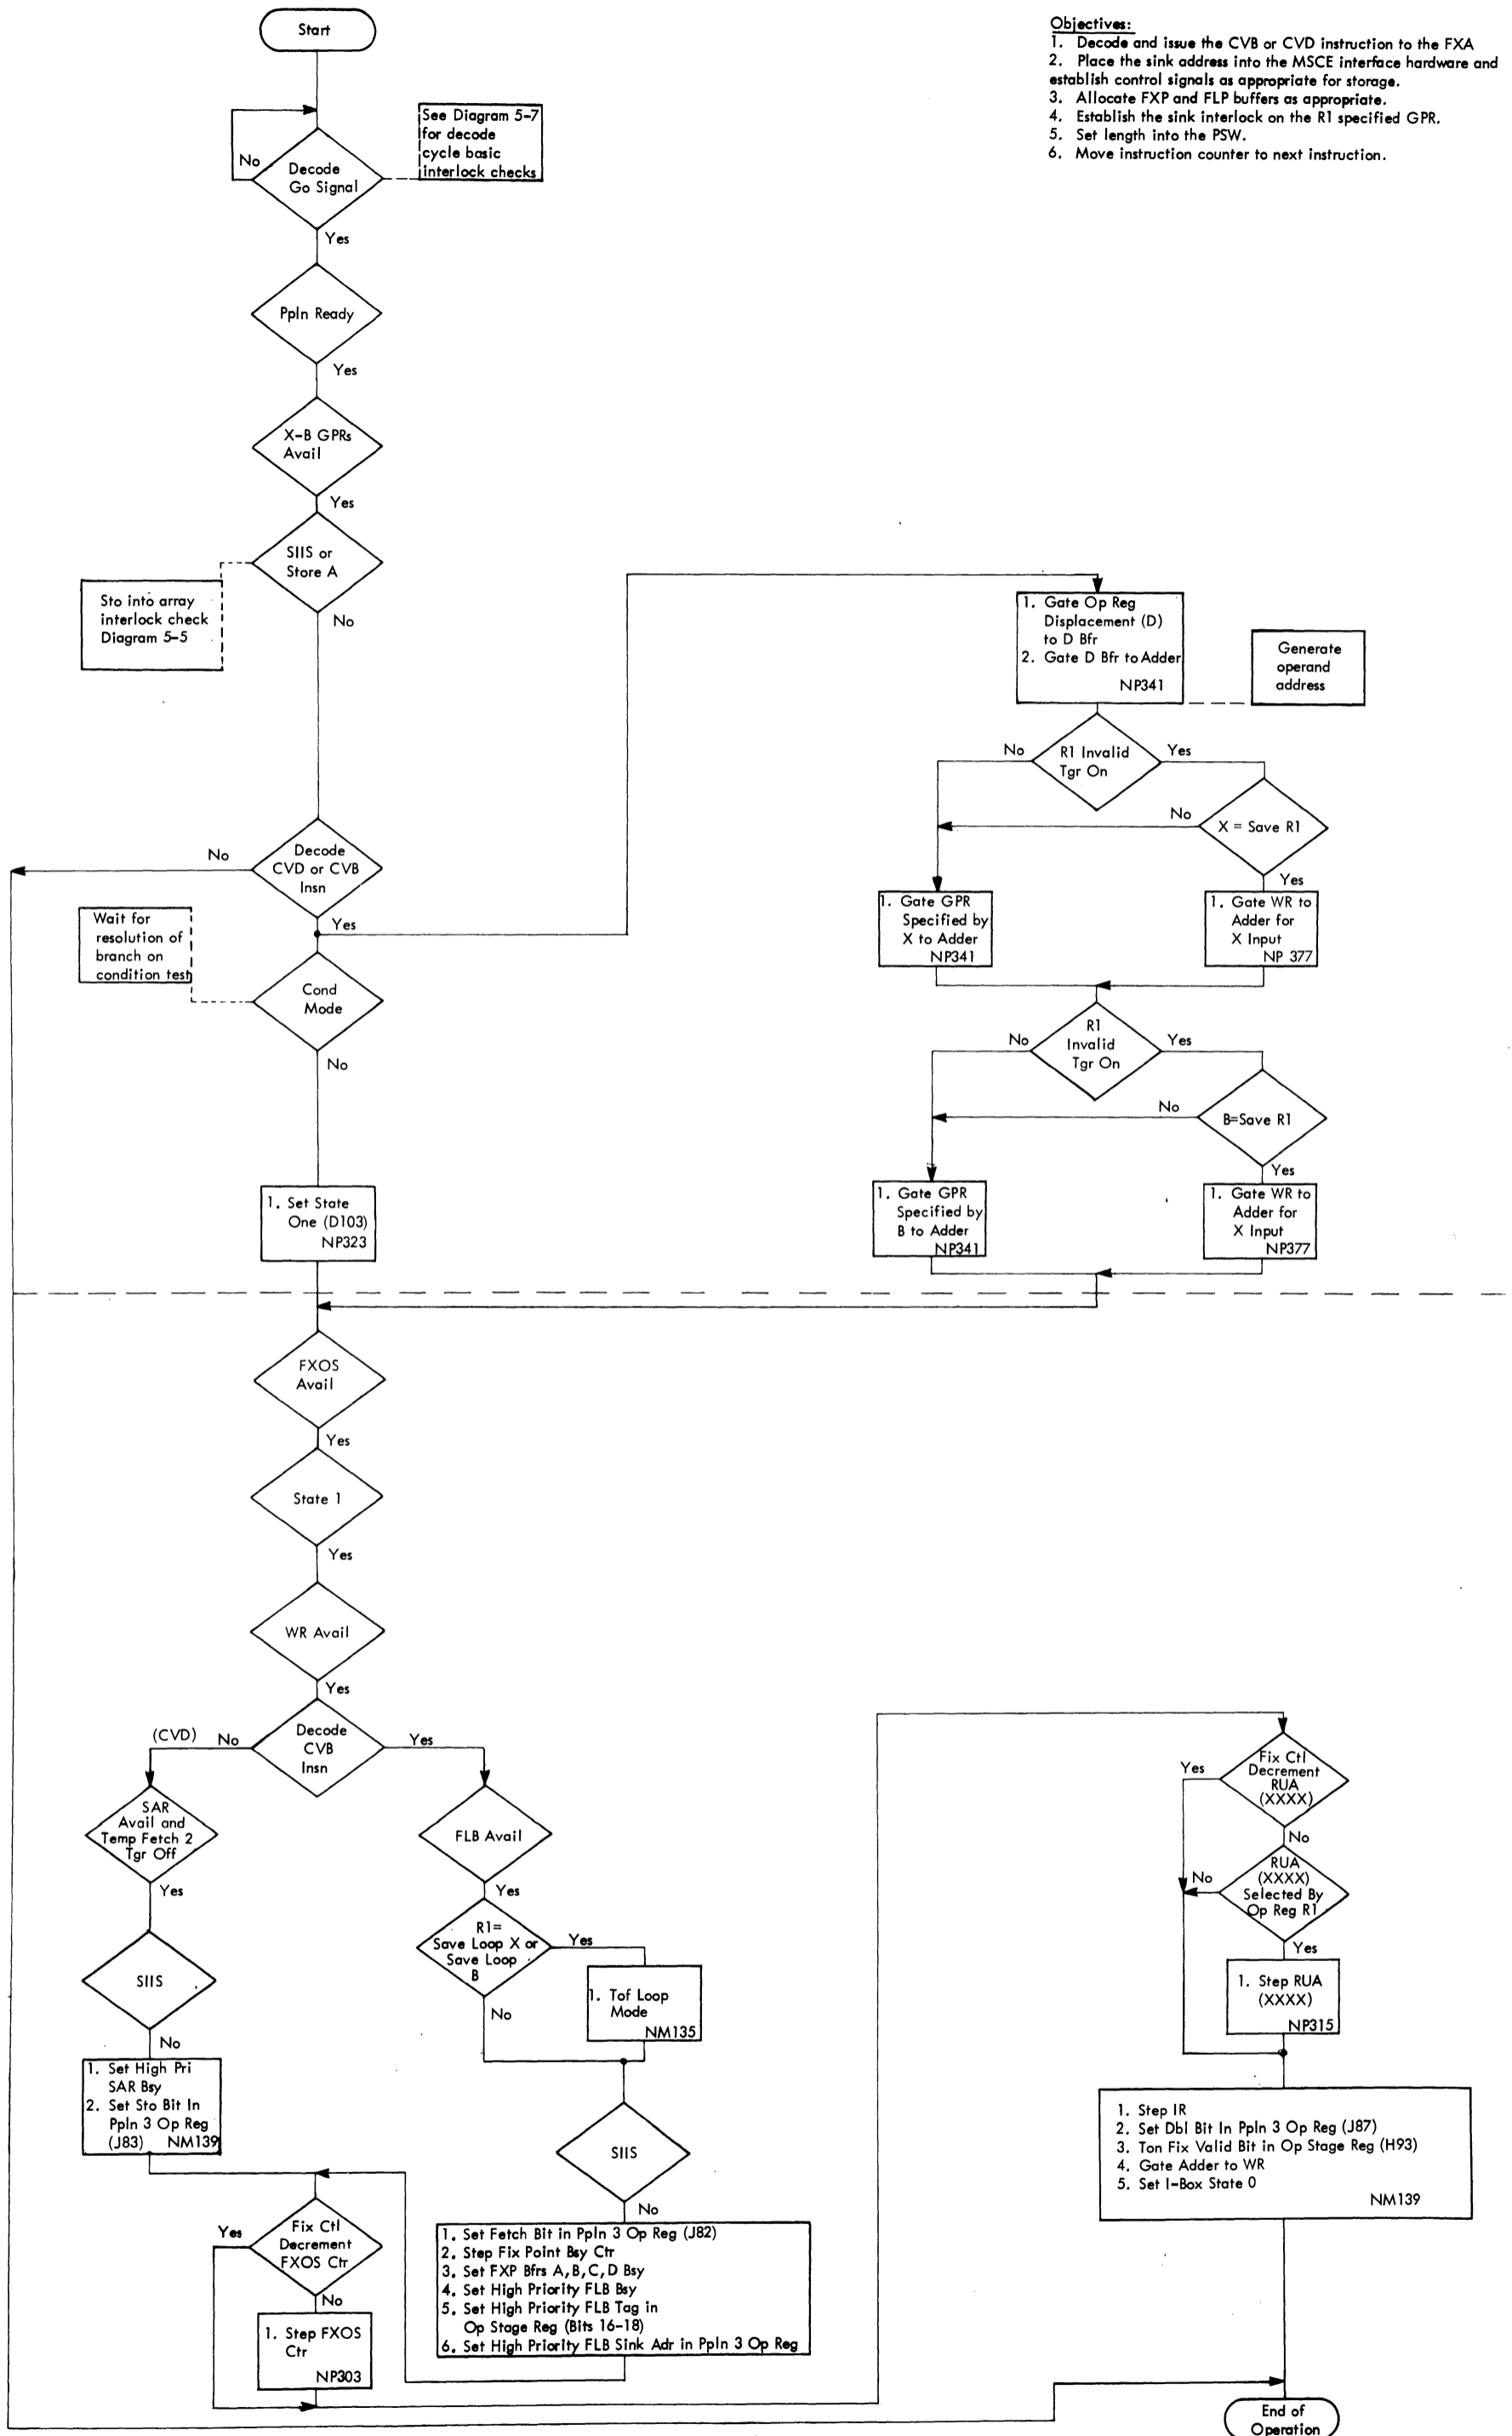 Start
Objectives:
1. Decode and issue the CVB or CVD instruction to the FXA
2. Place the sink address into the MSCE interface hardware and
establish control signals as appropriate for storage.
3. Allocate FXP and FLP buffers as appropriate.
4. Establish the sink interlock on the R1 specified GPR.
5. Set length into the PSW.
6. Move instruction counter to next instruction.
See Diagram 5-7
for decode
cycle basic
interlock checks
No
Decode
Go Signal
Yes
Ppln Ready
Yes
X-B GPRs
Avail
Yes
SIIS or
Store A
Sto into array
interlock check
Diagram 5-5
No
1. Gate Op Reg
Displacement (D)
to D Bfr
2. Gate D Bfr to Adder
NP341
Generate
operand
address
No
R1 Invalid
Tgr On
Yes
No
X = Save R1
Yes
No
Decode
CVD or CVB
Insn
Yes
1. Gate GPR
Specified by
X to Adder
NP341
1. Gate WR to
Adder for
X Input
NP 377
Wait for
resolution of
branch on
condition test
Cond
Mode
No
No
R1
Invalid
Tgr On
Yes
No
B=Save R1
Yes
1. Set State
One (D103)
NP323
1. Gate GPR
Specified by
B to Adder
NP341
1. Gate WR to
Adder for
X Input
NP377
FXOS
Avail
Yes
State 1
Yes
WR Avail
Yes
(CVD) No
Decode
CVB
Insn
Yes
SAR
Avail and
Temp Fetch 2
Tgr Off
Yes
FLB Avail
Yes
R1=
Save Loop X or
Save Loop
B
Yes
No
1. Tof Loop
Mode
NM135
SIIS
No
1. Set High Pri
SAR Bsy
2. Set Sto Bit In
Ppln 3 Op Reg
(J83) NM139
SIIS
No
1. Set Fetch Bit in Ppln 3 Op Reg (J82)
2. Step Fix Point Bsy Ctr
3. Set FXP Bfrs A,B,C,D Bsy
4. Set High Priority FLB Bsy
5. Set High Priority FLB Tag in
Op Stage Reg (Bits 16-18)
6. Set High Priority FLB Sink Adr in Ppln 3 Op Reg
Yes
Fix Ctl
Decrement
FXOS Ctr
No
1. Step FXOS
Ctr
NP303
Yes
Fix Ctl
Decrement
RUA
(XXXX)
No
No
RUA
(XXXX)
Selected By
Op Reg R1
Yes
1. Step RUA
(XXXX)
NP315
1. Step IR
2. Set Dbl Bit In Ppln 3 Op Reg (J87)
3. Ton Fix Valid Bit in Op Stage Reg (H93)
4. Gate Adder to WR
5. Set I-Box State 0
NM139
End of
Operation